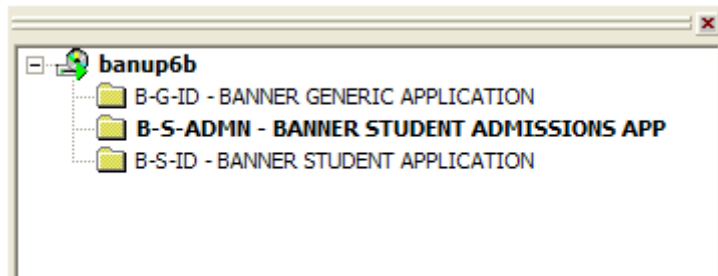 banup6b
B-G-ID - BANNER GENERIC APPLICATION
B-S-ADMN - BANNER STUDENT ADMISSIONS APP
B-S-ID - BANNER STUDENT APPLICATION